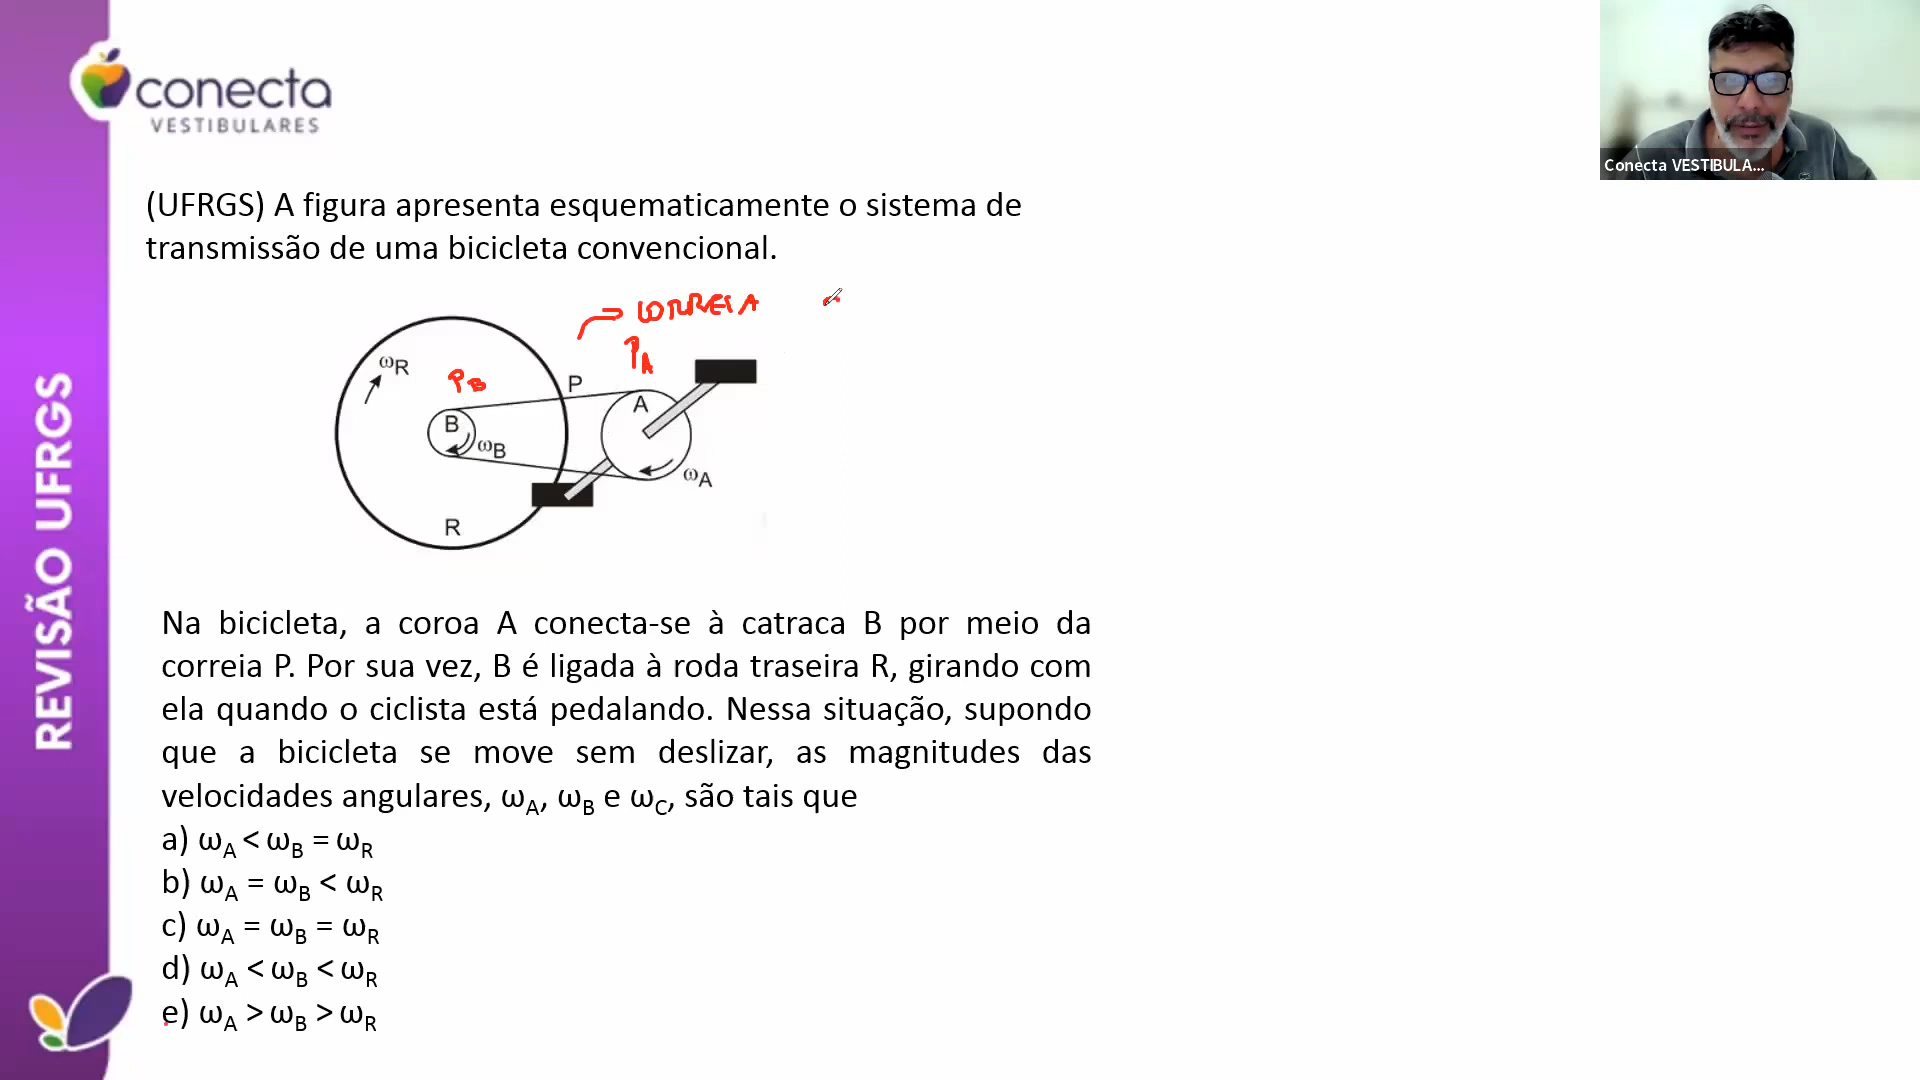 conecta
VESTIBULARES
REVISÃO UFRGS
Conecta VESTIBULA...
(UFRGS) A figura apresenta esquematicamente o sistema de
transmissão de uma bicicleta convencional.
CORREIA
PA
ωR
PB
P
A
B
ωB
ωA
R
Na bicicleta, a coroa A conecta-se à catraca B por meio da
correia P. Por sua vez, B é ligada à roda traseira R, girando com
ela quando o ciclista está pedalando. Nessa situação, supondo
que a bicicleta se move sem deslizar, as magnitudes das
velocidades angulares, ωA, ωB e ωC, são tais que
a) ωA < ωB = ωR
b) ωA = ωB < ωR
c) ωA = ωB = ωR
d) ωA < ωB < ωR
e) ωA > ωB > ωR